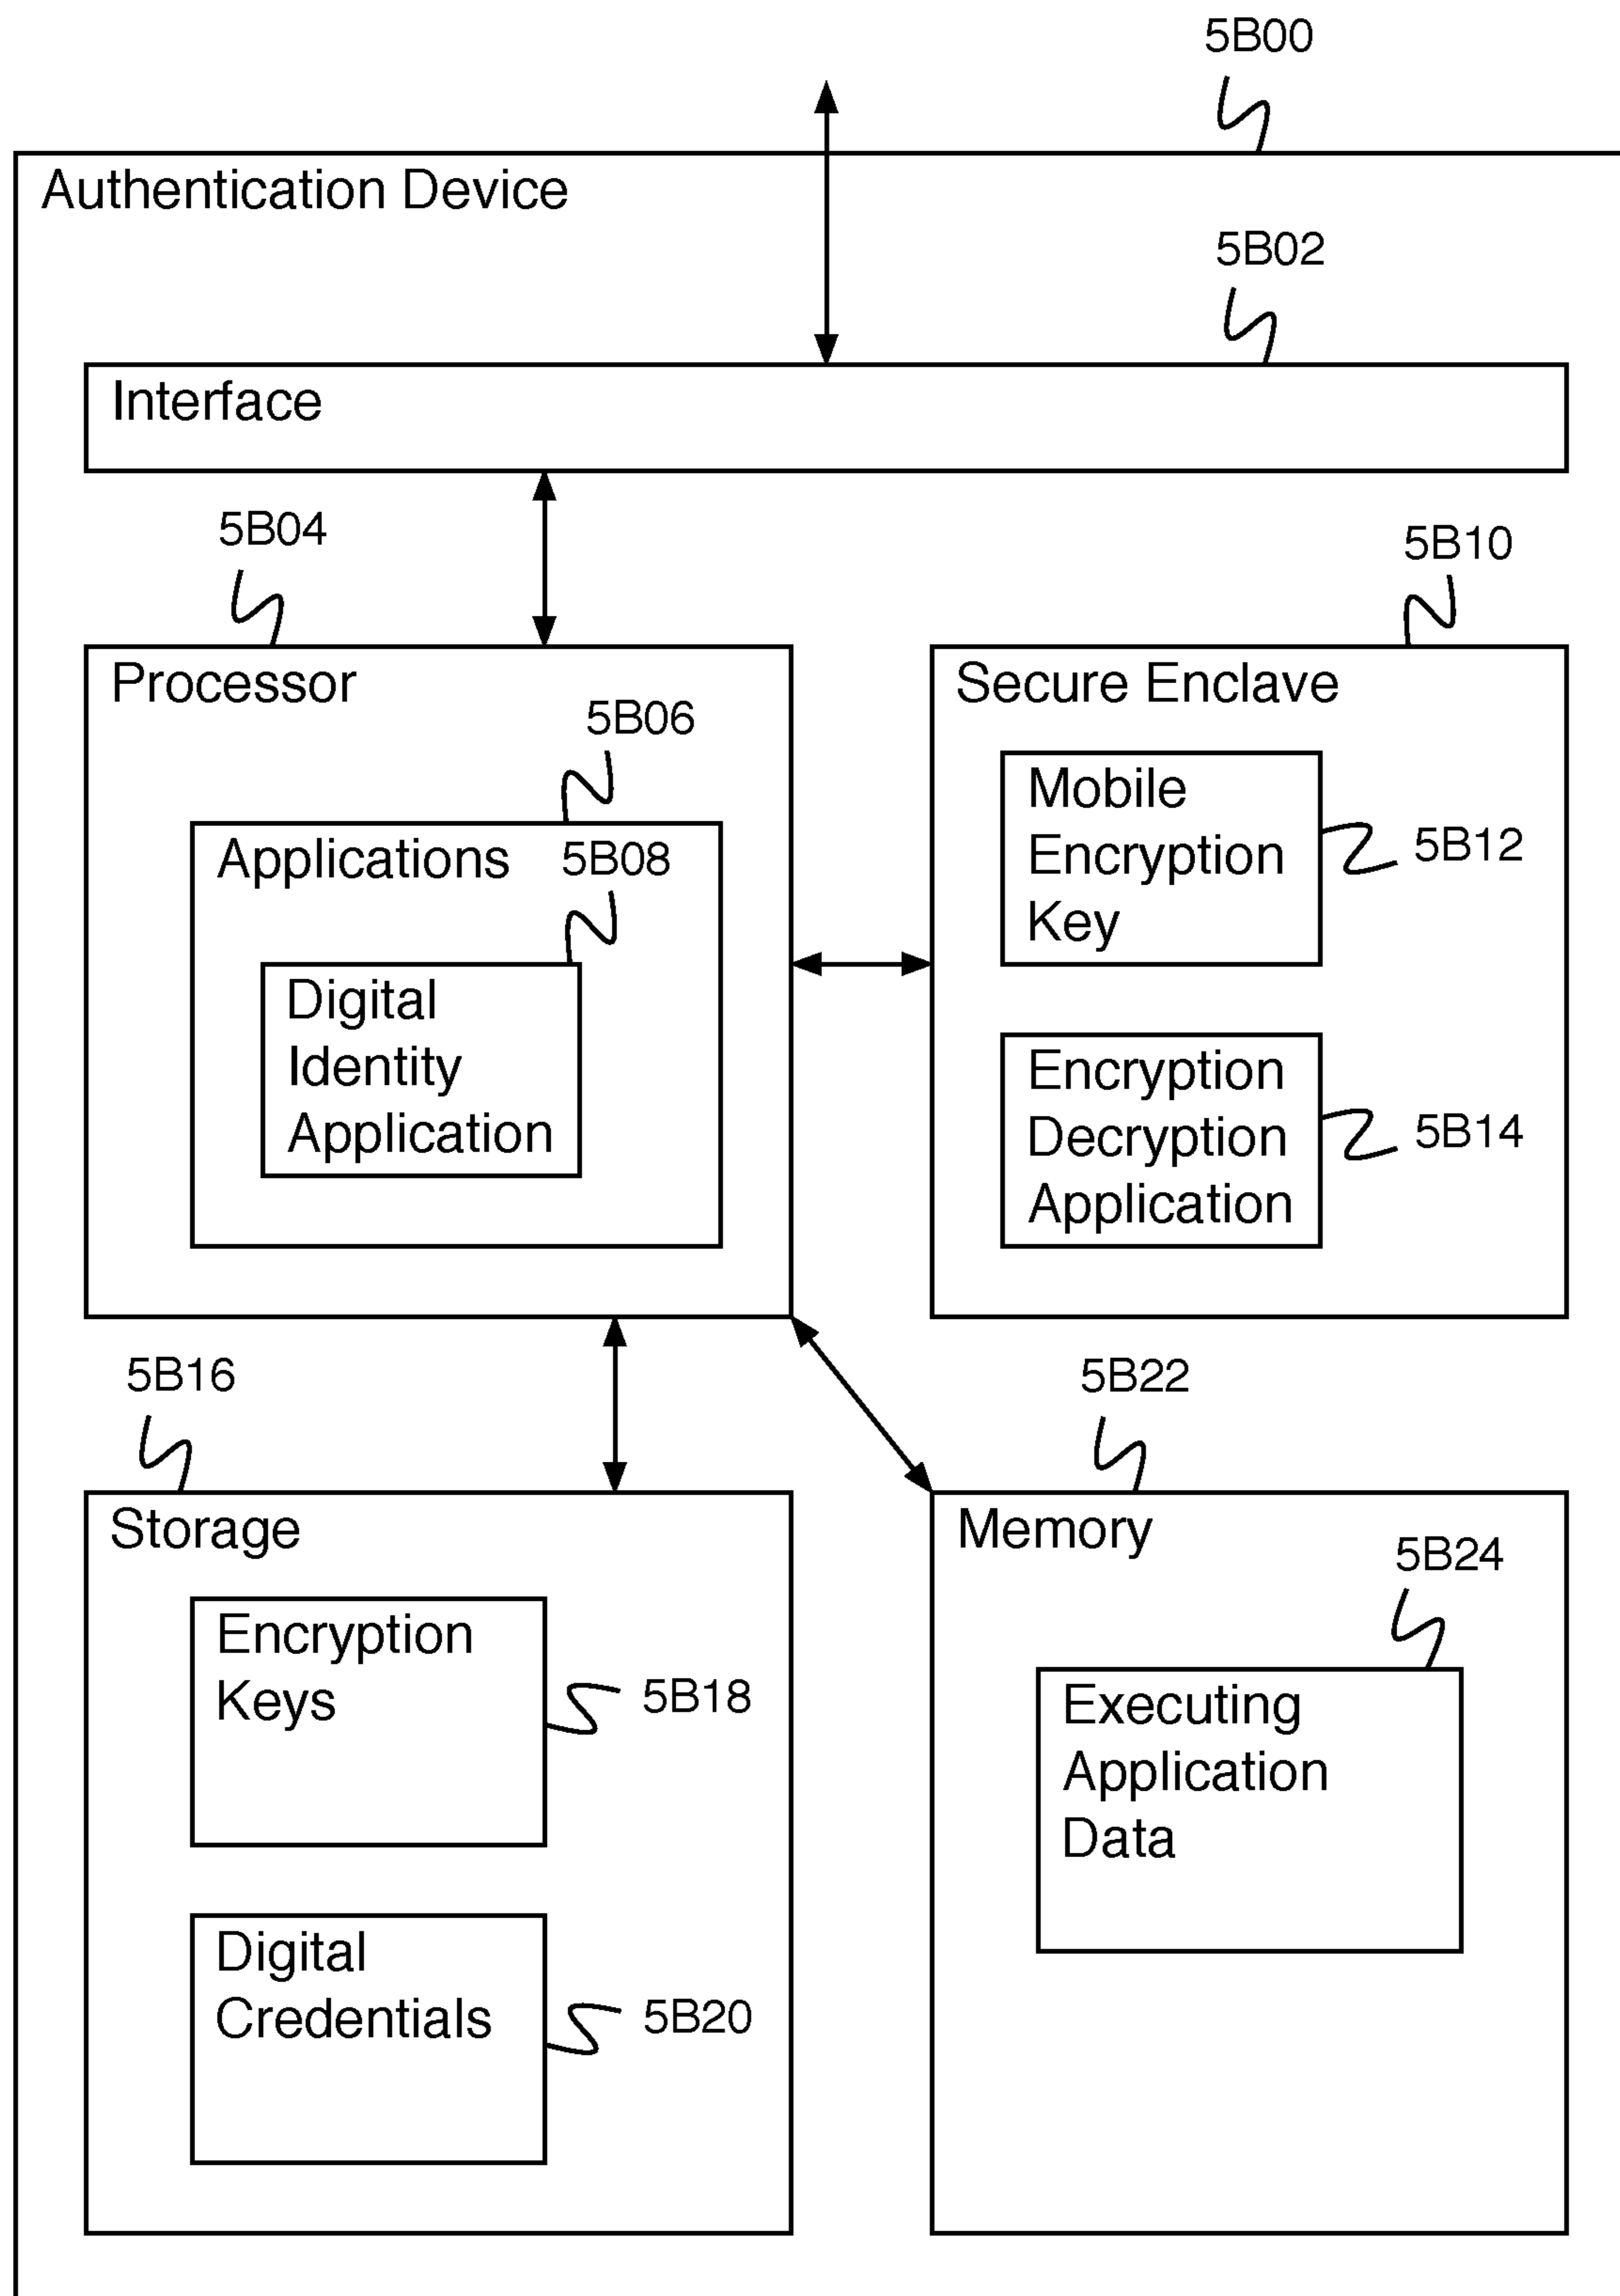 5B00
Authentication Device
5B02
Interface
5B04
5B10
Processor
Secure Enclave
5B06
Mobile
Encryption
Key
5B12
Applications
5B08
Digital
Identity
Application
Encryption
Decryption
Application
5B14
5B16
5B22
Storage
Memory
5B24
Encryption
Keys
5B18
Executing
Application
Data
Digital
Credentials
5B20